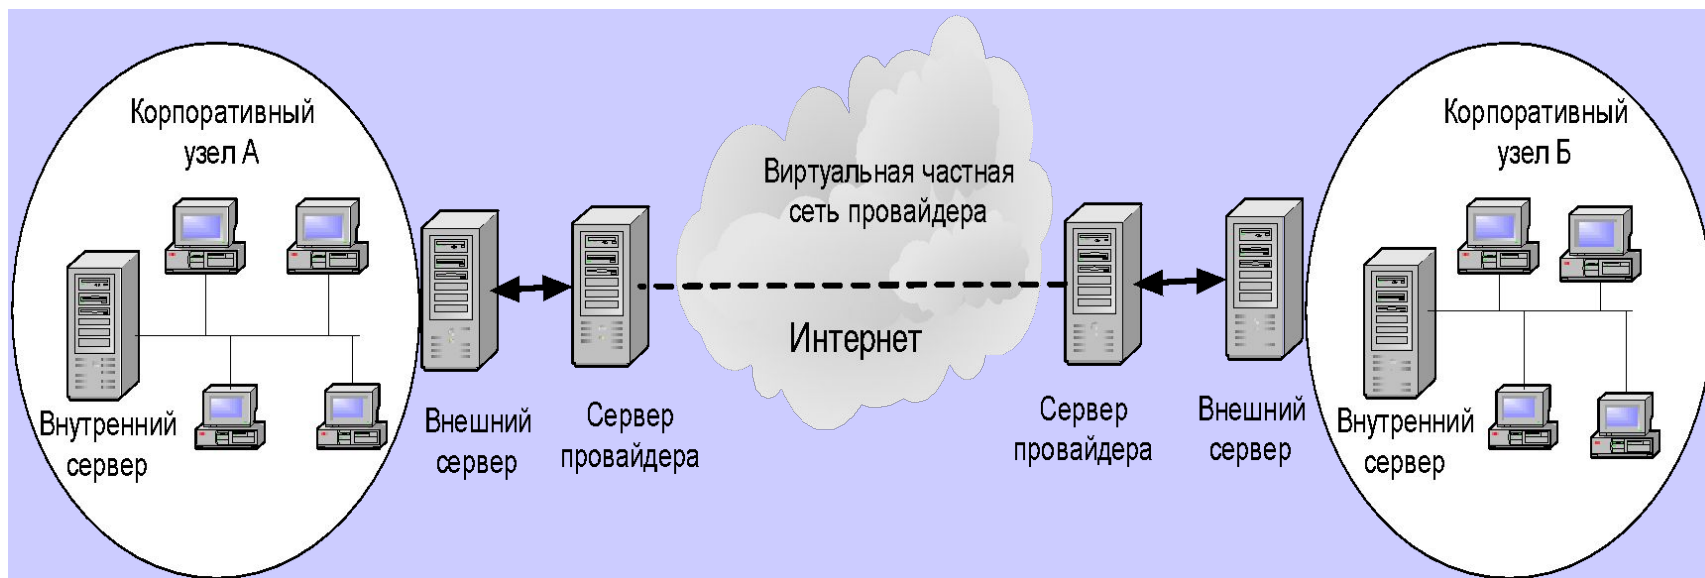 Корпоративный
узел А
Внутренний
сервер
Внешний
сервер
Сервер
провайдера
Виртуальная частная
сеть провайдера
Интернет
Сервер
провайдера
Внешний
сервер
Корпоративный
узел Б
Внутренний
сервер